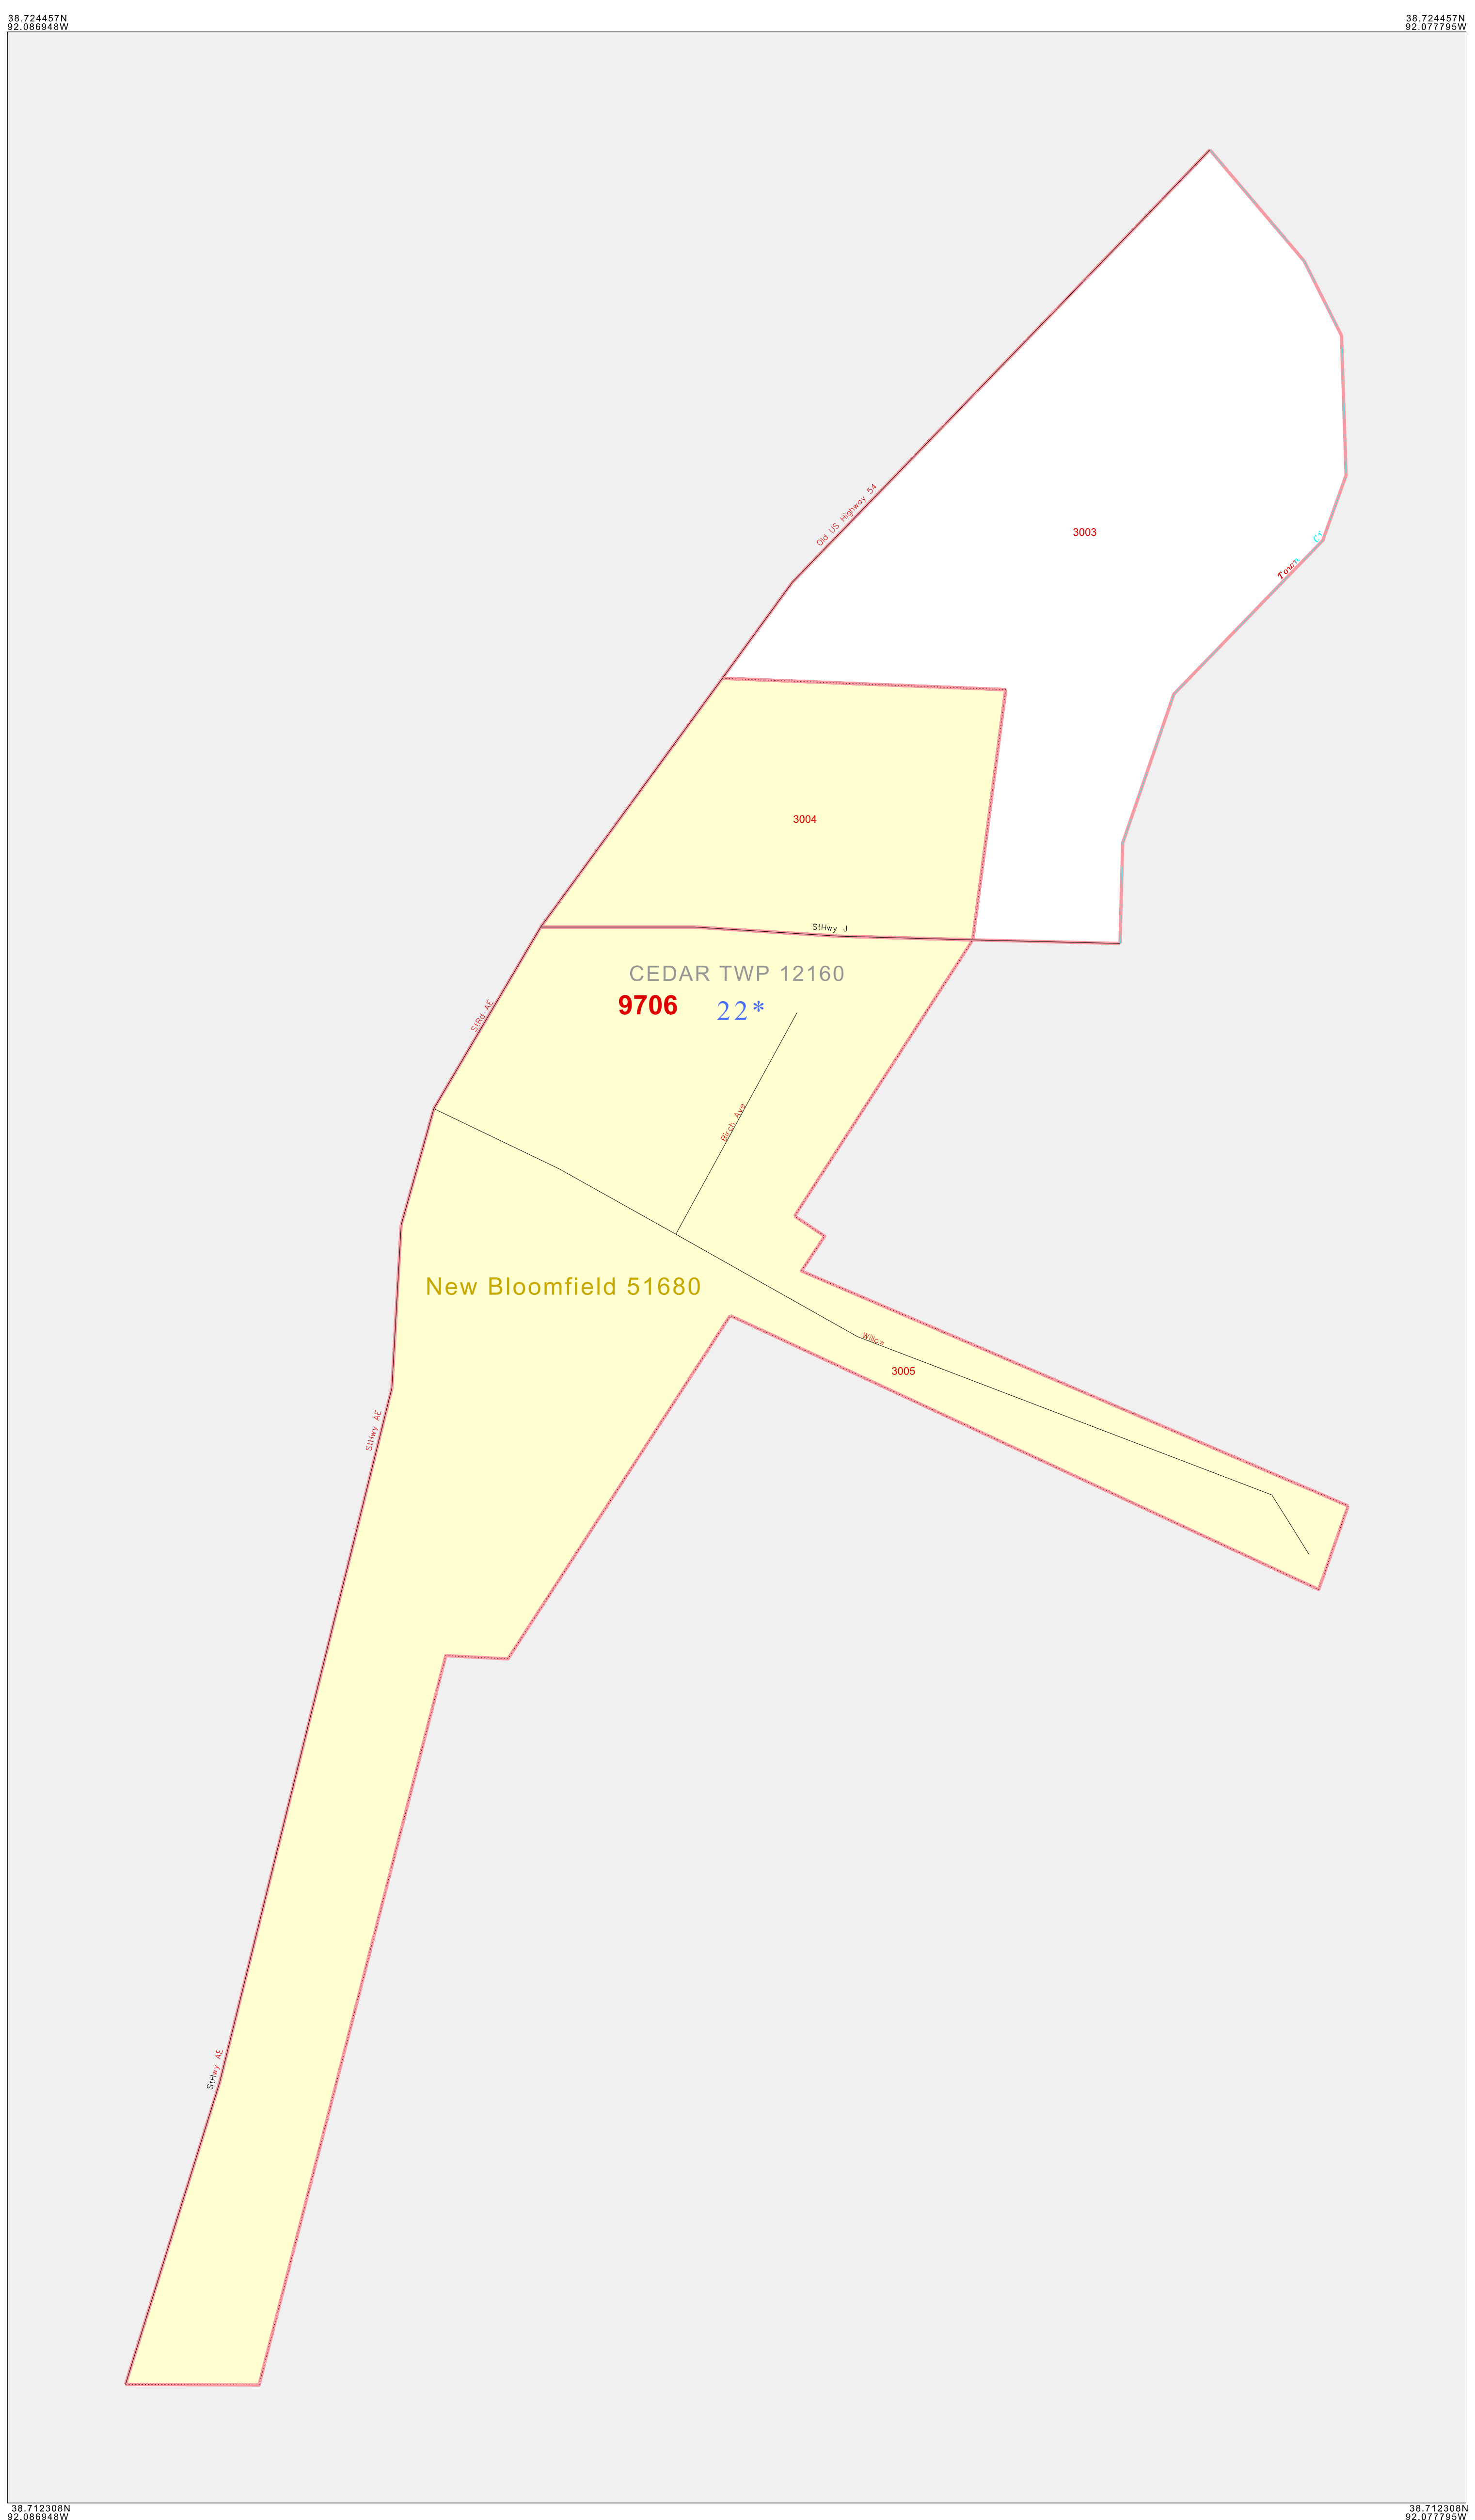 38.724457N
92.086948W
38.724457N
92.077795W
Old US Highway 54
3003
Town Cr
3004
StHwy J
CEDAR TWP 12160
9706
22*
StRd AE
Birch Ave
New Bloomfield 51680
Willow
3005
StHwy AE
StHwy AE
38.712308N
92.086948W
38.712308N
92.077795W